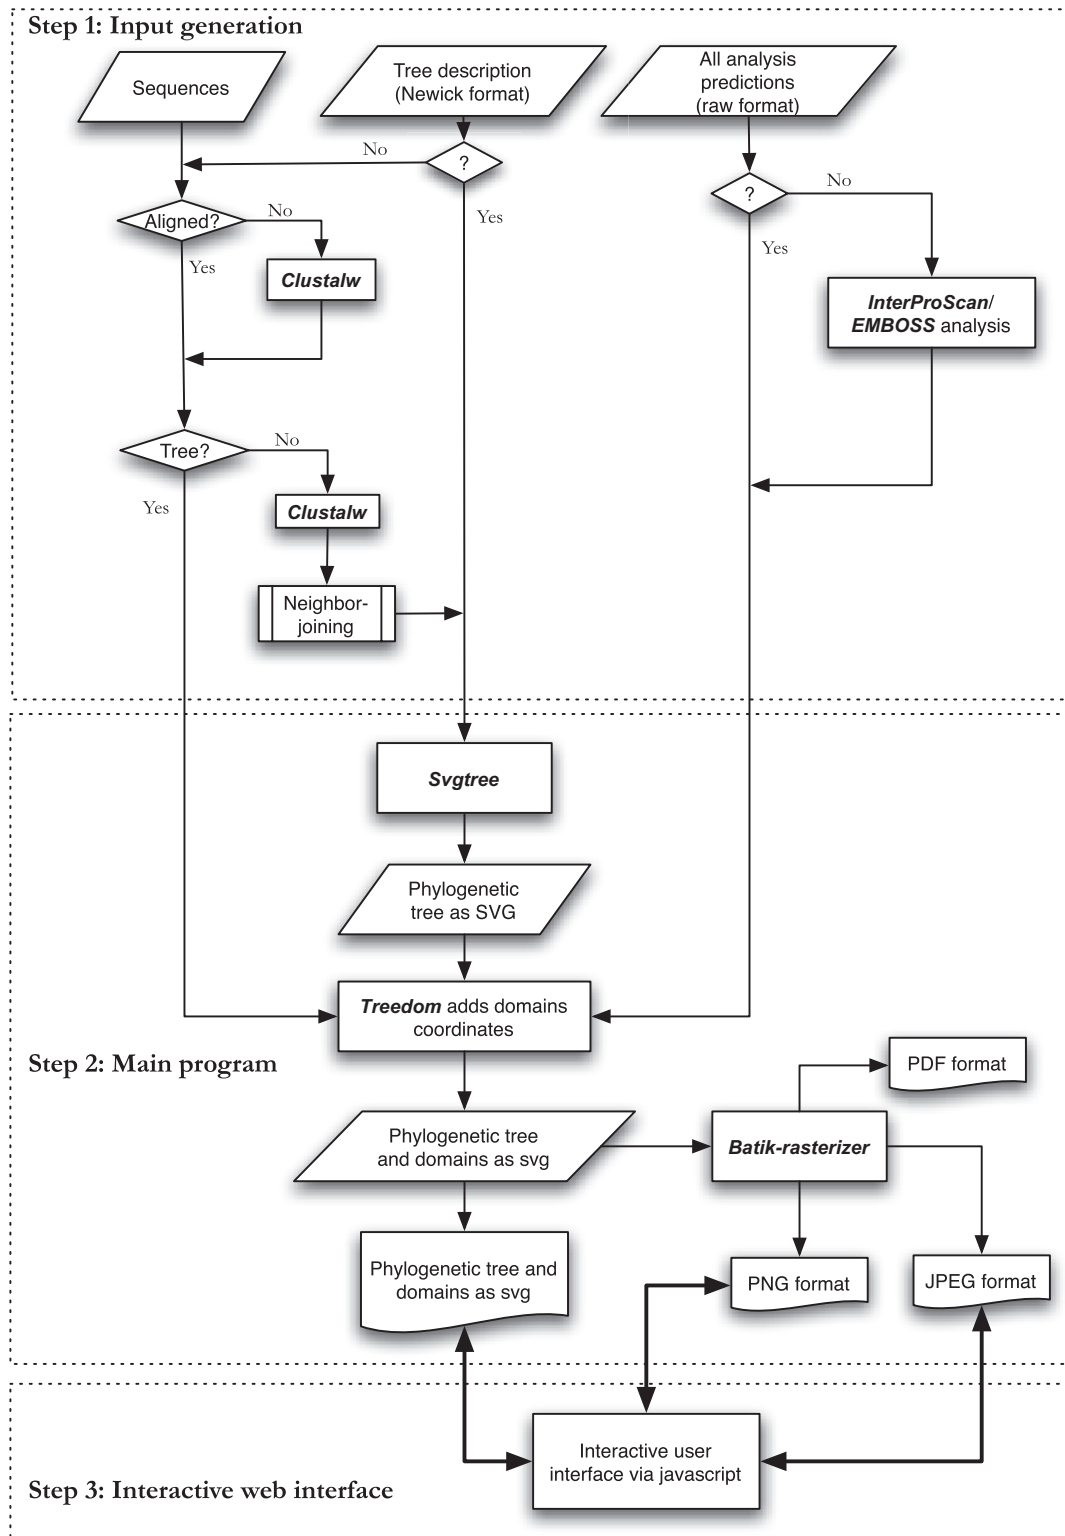 Step 1: Input generation
Sequences
Tree description
(Newick format)
All analysis
predictions
(raw format)
No
?
Yes
?
No
Yes
Aligned?
No
Yes
Clustalw
InterProScan/
EMBOSS analysis
Tree?
No
Yes
Clustalw
Neighbor-
joining
Svgtree
Phylogenetic
tree as SVG
Treedom adds domains
coordinates
Step 2: Main program
PDF format
Phylogenetic tree
and domains as svg
Batik-rasterizer
Phylogenetic tree and
domains as svg
PNG format
JPEG format
Interactive user
interface via javascript
Step 3: Interactive web interface